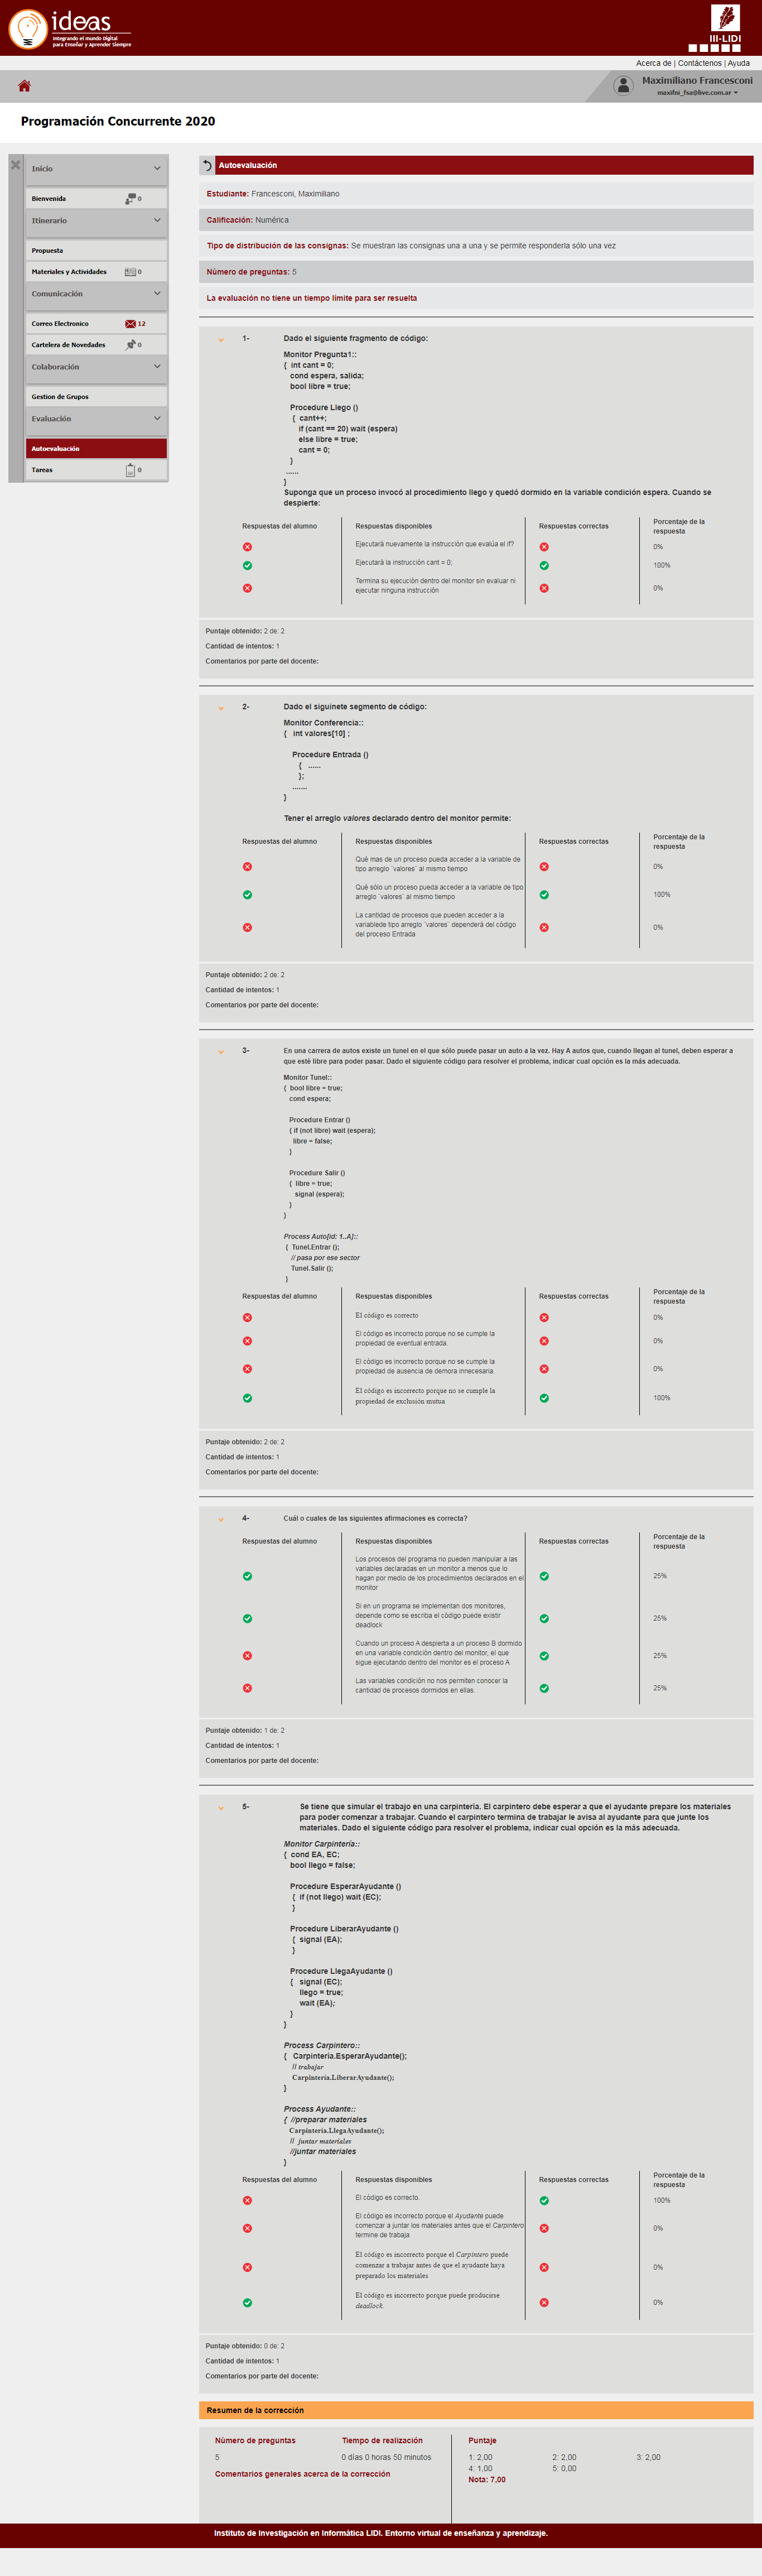 ideas
Integrando el mundo Digital
para Enseñar y Aprender Siempre
III-LIDI
Acerca de | Contáctenos | Ayuda
Maximiliano Francesconi
maxifni_fsa@live.com.ar
Programación Concurrente 2020
Inicio
Bienvenida 0
Itinerario
Propuesta
Materiales y Actividades 0
Comunicación
Correo Electronico 12
Cartelera de Novedades 0
Colaboración
Gestion de Grupos
Evaluación
Autoevaluación
Tareas 0
Autoevaluación
Estudiante: Francesconi, Maximiliano
Calificación: Numérica
Tipo de distribución de las consignas: Se muestran las consignas una a una y se permite responderla sólo una vez
Número de preguntas: 5
La evaluación no tiene un tiempo límite para ser resuelta
1- Dado el siguiente fragmento de código:
Monitor Pregunta1::
{ int cant = 0;
cond espera, salida;
bool libre = true;
Procedure Llego ()
{ cant++;
if (cant == 20) wait (espera)
else libre = true;
cant = 0;
}
......
}
Suponga que un proceso invocó al procedimiento llego y quedó dormido en la variable condición espera. Cuando se
despierte:
Respuestas del alumno Respuestas disponibles Respuestas correctas Porcentaje de la
respuesta
Ejecutará nuevamente la instrucción que evalúa el if? 0%
Ejecutará la instrucción cant = 0; 100%
Termina su ejecución dentro del monitor sin evaluar ni
ejecutar ninguna instrucción 0%
Puntaje obtenido: 2 de: 2
Cantidad de intentos: 1
Comentarios por parte del docente:
2- Dado el siguinete segmento de código:
Monitor Conferencia::
{ int valores[10] ;
Procedure Entrada ()
{ ......
};
.......
}
Tener el arreglo valores declarado dentro del monitor permite:
Respuestas del alumno Respuestas disponibles Respuestas correctas Porcentaje de la
respuesta
Qué mas de un proceso pueda acceder a la variable de
tipo arreglo ´valores´ al mismo tiempo 0%
Qué sólo un proceso pueda acceder a la variable de tipo
arreglo ´valores´ al mismo tiempo 100%
La cantidad de procesos que pueden acceder a la
variablede tipo arreglo ´valores´ dependerá del código
del proceso Entrada 0%
Puntaje obtenido: 2 de: 2
Cantidad de intentos: 1
Comentarios por parte del docente:
3- En una carrera de autos existe un tunel en el que sólo puede pasar un auto a la vez. Hay A autos que, cuando llegan al tunel, deben esperar a
que esté libre para poder pasar. Dado el siguiente código para resolver el problema, indicar cual opción es la más adecuada.
Monitor Tunel::
{ bool libre = true;
cond espera;
Procedure Entrar ()
{ if (not libre) wait (espera);
libre = false;
}
Procedure Salir ()
{ libre = true;
signal (espera);
}
}
Process Auto[id: 1..A]::
{ Tunel.Entrar ();
// pasa por ese sector
Tunel.Salir ();
}
Respuestas del alumno Respuestas disponibles Respuestas correctas Porcentaje de la
respuesta
El código es correcto 0%
El código es incorrecto porque no se cumple la
propiedad de eventual entrada. 0%
El código es incorrecto porque no se cumple la
propiedad de ausencia de demora innecesaria. 0%
El código es incorrecto porque no se cumple la
propiedad de exclusión mutua 100%
Puntaje obtenido: 2 de: 2
Cantidad de intentos: 1
Comentarios por parte del docente:
4- Cuál o cuales de las siguientes afirmaciones es correcta?
Respuestas del alumno Respuestas disponibles Respuestas correctas Porcentaje de la
respuesta
Los procesos del programa no pueden manipular a las
variables declaradas en un monitor a menos que lo
hagan por medio de los procedimientos declarados en el
monitor 25%
Si en un programa se implementan dos monitores,
depende como se escriba el código puede existir
deadlock 25%
Cuando un proceso A despierta a un proceso B dormido
en una variable condición dentro del monitor, el que
sigue ejecutando dentro del monitor es el proceso A 25%
Las variables condición no nos permiten conocer la
cantidad de procesos dormidos en ellas. 25%
Puntaje obtenido: 1 de: 2
Cantidad de intentos: 1
Comentarios por parte del docente:
5- Se tiene que simular el trabajo en una carpintería. El carpintero debe esperar a que el ayudante prepare los materiales
para poder comenzar a trabajar. Cuando el carpintero termina de trabajar le avisa al ayudante para que junte los
materiales. Dado el siguiente código para resolver el problema, indicar cual opción es la más adecuada.
Monitor Carpintería::
{ cond EA, EC;
bool llego = false;
Procedure EsperarAyudante ()
{ if (not llego) wait (EC);
}
Procedure LiberarAyudante ()
{ signal (EA);
}
Procedure LlegaAyudante ()
{ signal (EC);
llego = true;
wait (EA);
}
}
Process Carpintero::
{ Carpintería.EsperarAyudante();
// trabajar
Carpintería.LiberarAyudante();
}
Process Ayudante::
{ //preparar materiales
Carpintería.LlegaAyudante();
// juntar materiales
//juntar materiales
}
Respuestas del alumno Respuestas disponibles Respuestas correctas Porcentaje de la
respuesta
El código es correcto. 100%
El código es incorrecto porque el Ayudante puede
comenzar a juntar los materiales antes que el Carpintero
termine de trabaja 0%
El código es incorrecto porque el Carpintero puede
comenzar a trabajar antes de que el ayudante haya
preparado los materiales 0%
El código es incorrecto porque puede producirse
deadlock. 0%
Puntaje obtenido: 0 de: 2
Cantidad de intentos: 1
Comentarios por parte del docente:
Resumen de la corrección
Número de preguntas Tiempo de realización Puntaje
5 0 días 0 horas 50 minutos 1: 2,00 2: 2,00 3: 2,00
4: 1,00 5: 0,00
Comentarios generales acerca de la corrección Nota: 7,00
Instituto de Investigación en Informática LIDI. Entorno virtual de enseñanza y aprendizaje.